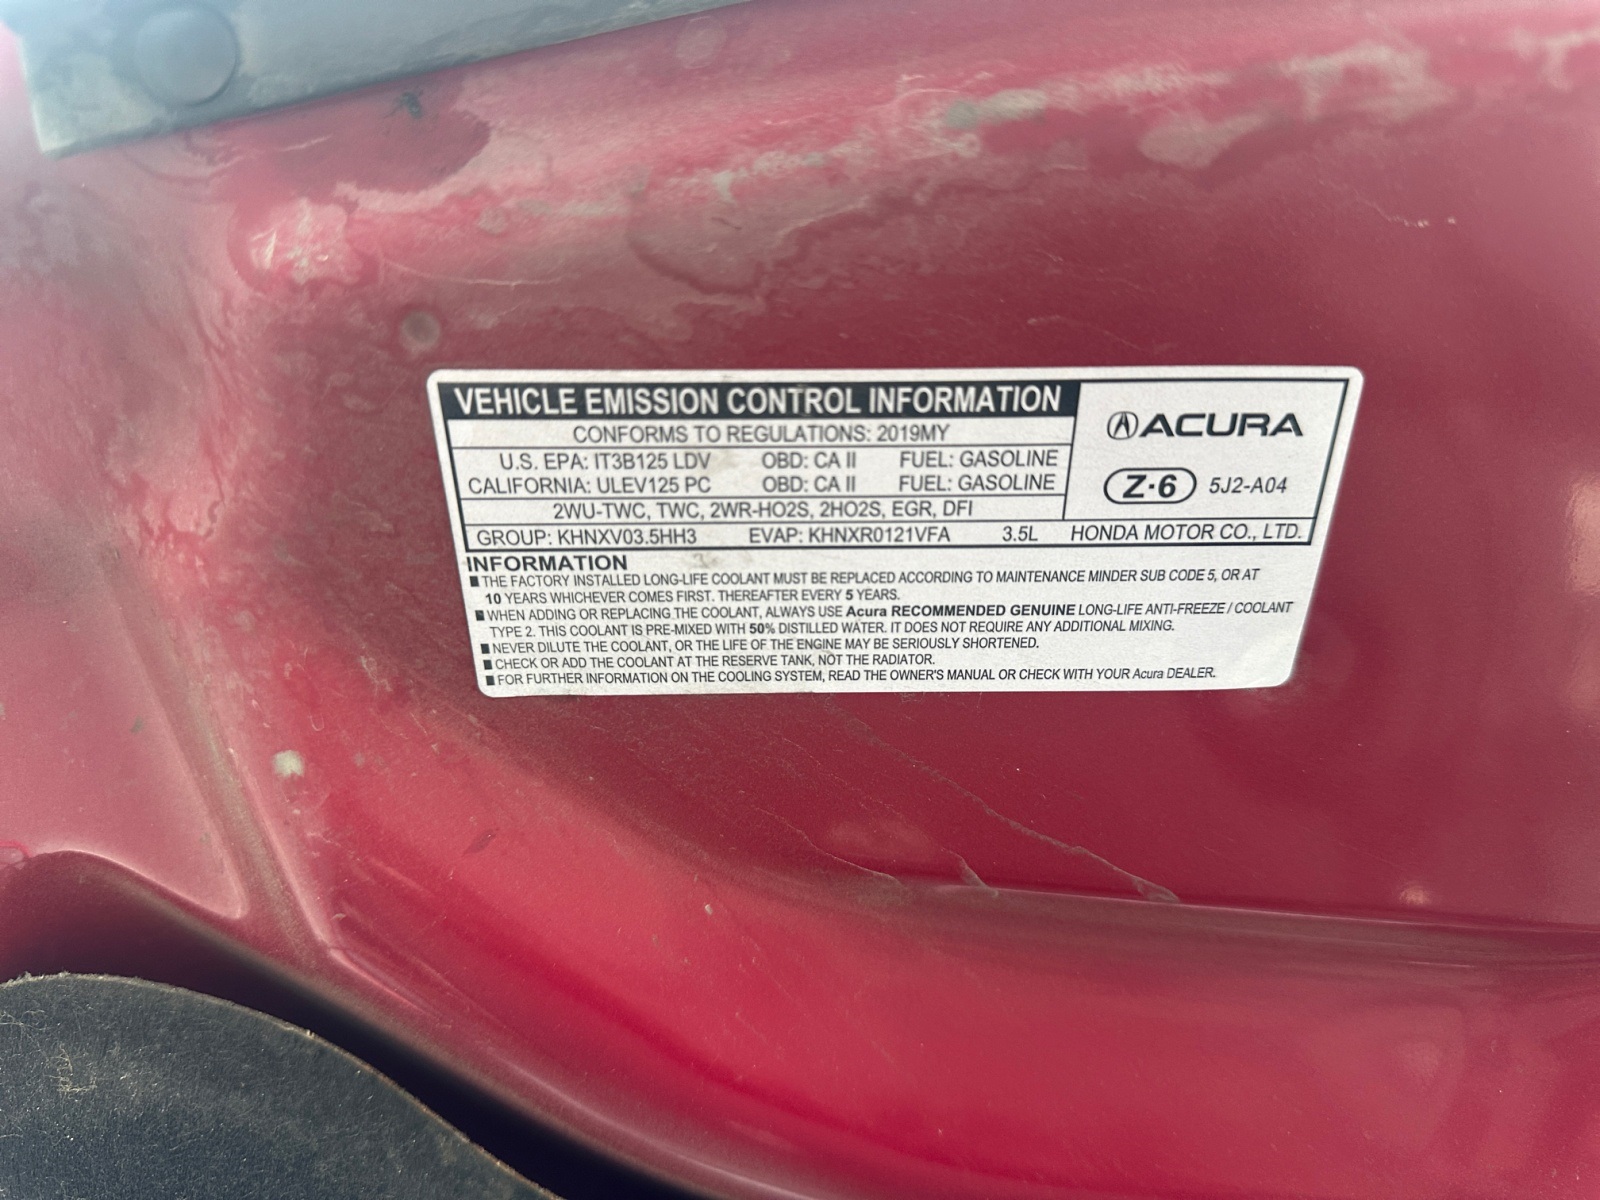 VEHICLE EMISSION CONTROL INFORMATION
CONFORMS TO REGULATIONS: 2019MY
U.S. EPA: IT3B125 LDV OBD: CA II FUEL: GASOLINE
CALIFORNIA: ULEV125 PC OBD: CA II FUEL: GASOLINE
2WU-TWC, TWC, 2WR-HO2S, 2HO2S, EGR, DFI
ACURA
Z·6 5J2-A04
GROUP: KHNXV03.5HH3 EVAP: KHNXR0121VFA 3.5L HONDA MOTOR CO., LTD.
INFORMATION
■ THE FACTORY INSTALLED LONG-LIFE COOLANT MUST BE REPLACED ACCORDING TO MAINTENANCE MINDER SUB CODE 5, OR AT
10 YEARS WHICHEVER COMES FIRST. THEREAFTER EVERY 5 YEARS.
■ WHEN ADDING OR REPLACING THE COOLANT, ALWAYS USE Acura RECOMMENDED GENUINE LONG-LIFE ANTI-FREEZE / COOLANT
TYPE 2. THIS COOLANT IS PRE-MIXED WITH 50% DISTILLED WATER. IT DOES NOT REQUIRE ANY ADDITIONAL MIXING.
■ NEVER DILUTE THE COOLANT, OR THE LIFE OF THE ENGINE MAY BE SERIOUSLY SHORTENED.
■ CHECK OR ADD THE COOLANT AT THE RESERVE TANK, NOT THE RADIATOR.
■ FOR FURTHER INFORMATION ON THE COOLING SYSTEM, READ THE OWNER'S MANUAL OR CHECK WITH YOUR Acura DEALER.